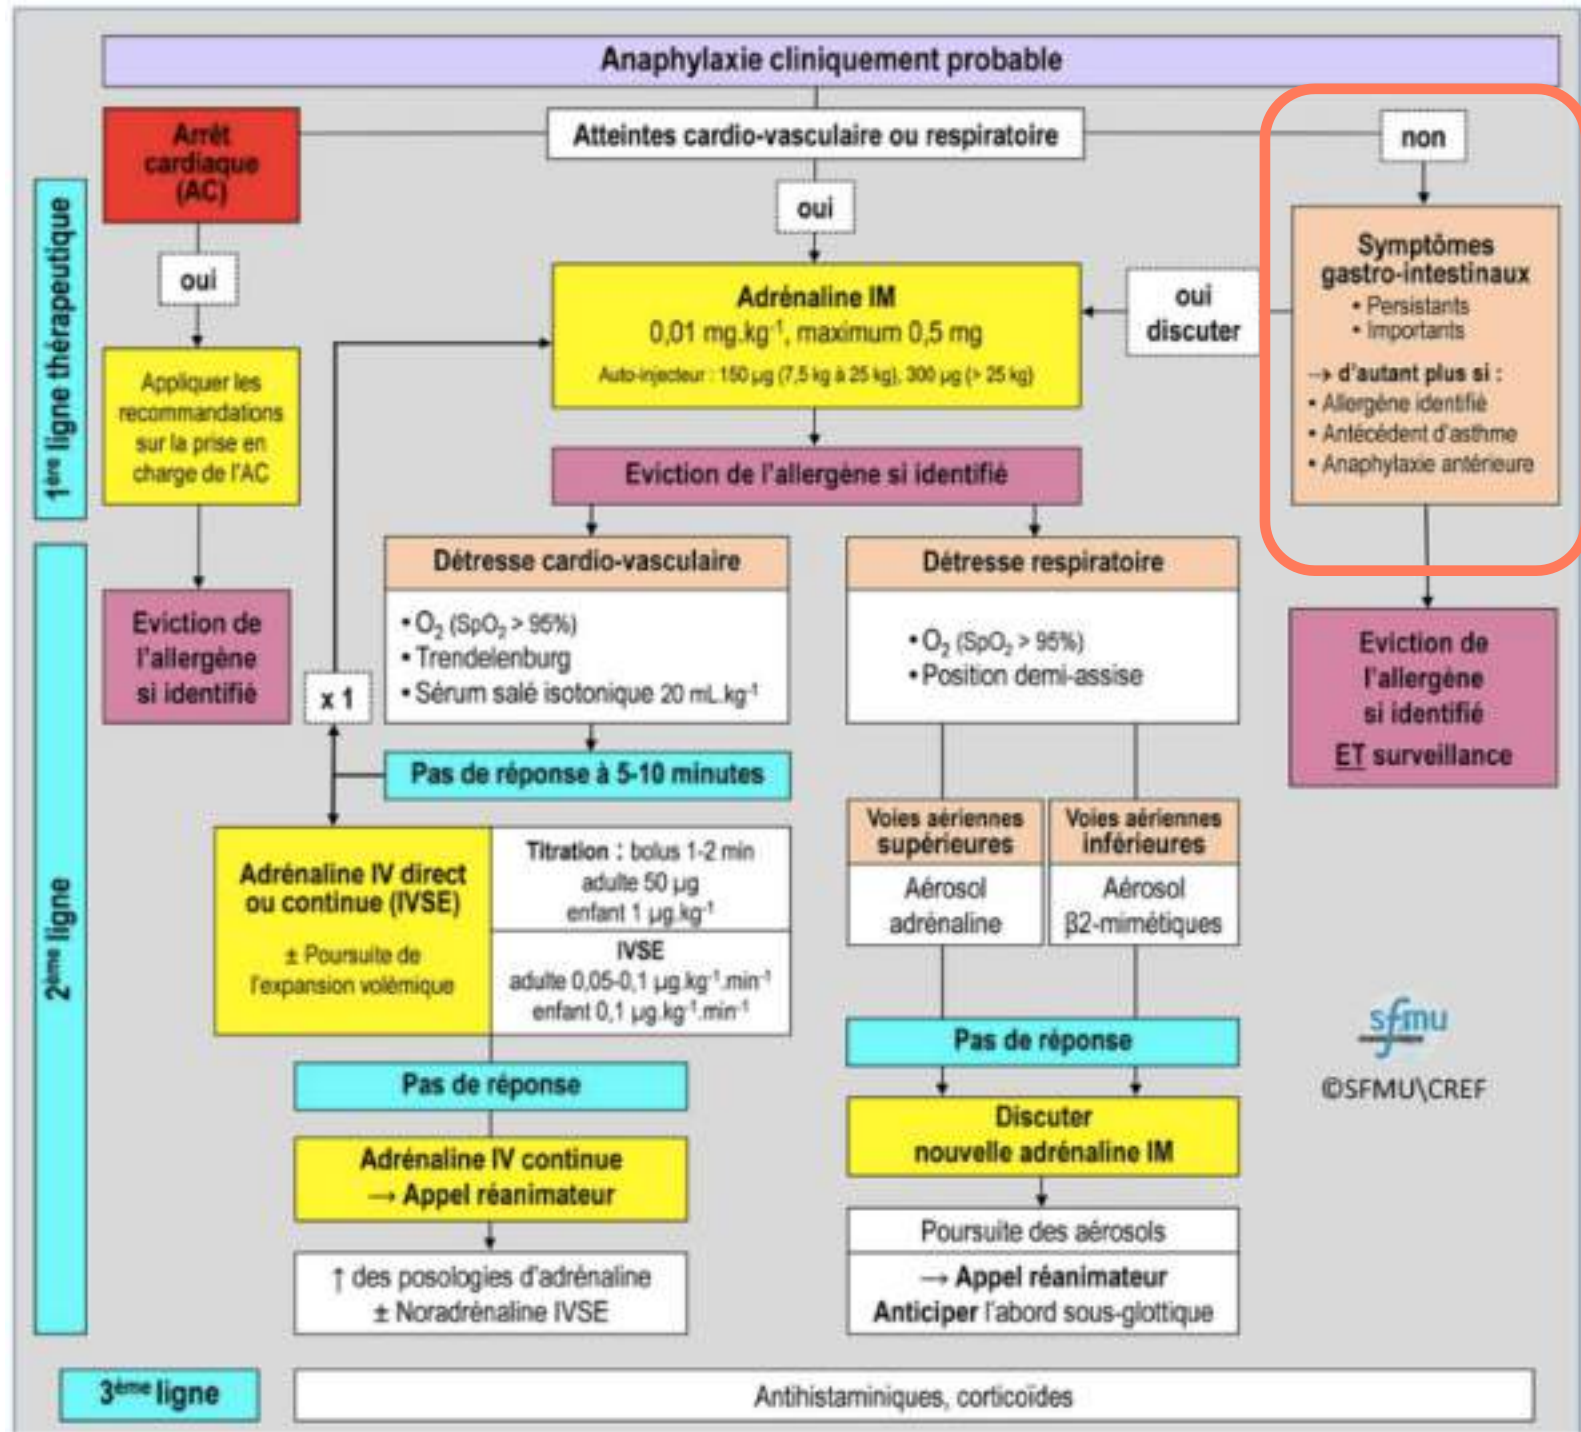 Anaphylaxie cliniquement probable
Arrêt
cardiaque
(AC)
Atteintes cardio-vasculaire ou respiratoire
non
oui
oui
1ère ligne thérapeutique
Symptômes
gastro-intestinaux
• Persistants
• Importants
→ d'autant plus si :
• Allergène identifié
• Antécédent d'asthme
• Anaphylaxie antérieure
oui
discuter
Adrénaline IM
0,01 mg.kg⁻¹, maximum 0,5 mg
Auto-injecteur : 150 µg (7,5 kg à 25 kg), 300 µg (> 25 kg)
Appliquer les
recommandations
sur la prise en
charge de l'AC
Eviction de l'allergène si identifié
2ème ligne
Eviction de
l'allergène
si identifié
x 1
Détresse cardio-vasculaire
• O₂ (SpO₂ > 95%)
• Trendelenburg
• Sérum salé isotonique 20 mL.kg⁻¹
Pas de réponse à 5-10 minutes
Détresse respiratoire
• O₂ (SpO₂ > 95%)
• Position demi-assise
Eviction de
l'allergène
si identifié
ET surveillance
Adrénaline IV direct
ou continue (IVSE)
± Poursuite de
l'expansion volémique
Titration : bolus 1-2 min
adulte 50 µg
enfant 1 µg.kg⁻¹
IVSE
adulte 0,05-0,1 µg.kg⁻¹.min⁻¹
enfant 0,1 µg.kg⁻¹.min⁻¹
Voies aériennes
supérieures
Aérosol
adrénaline
Voies aériennes
inférieures
Aérosol
β2-mimétiques
Pas de réponse
Adrénaline IV continue
→ Appel réanimateur
↑ des posologies d'adrénaline
± Noradrénaline IVSE
Pas de réponse
Discuter
nouvelle adrénaline IM
Poursuite des aérosols
→ Appel réanimateur
Anticiper l'abord sous-glottique
sfmu
©SFMU\CREF
3ème ligne
Antihistaminiques, corticoïdes